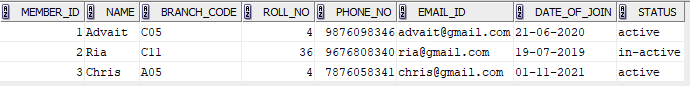 MEMBER_ID NAME BRANCH_CODE ROLL_NO PHONE_NO EMAIL_ID DATE_OF_JOIN STATUS
1 Advait C05 4 9876098346 advait@gmail.com 21-06-2020 active
2 Ria C11 36 9676808340 ria@gmail.com 19-07-2019 in-active
3 Chris A05 4 7876058341 chris@gmail.com 01-11-2021 active